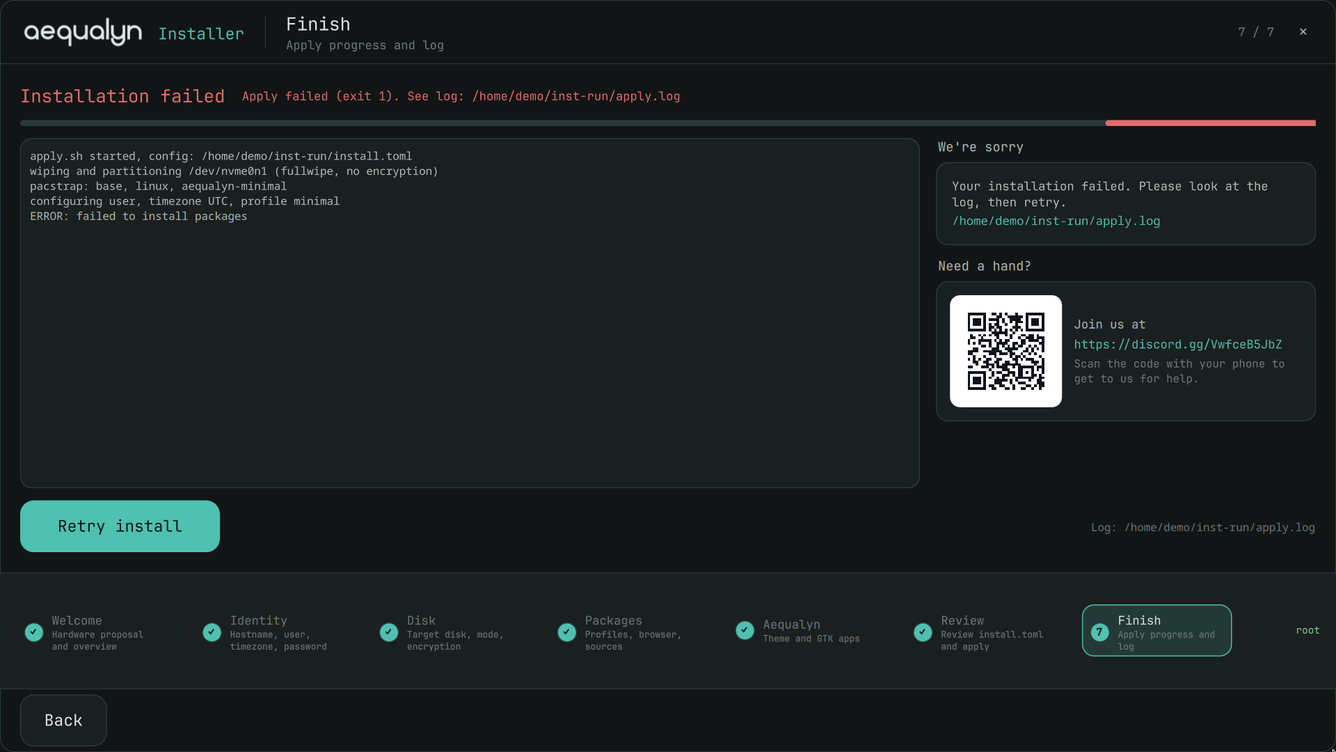 aequalyn Installer
Finish
Apply progress and log
7 / 7
×
Installation failed
Apply failed (exit 1). See log: /home/demo/inst-run/apply.log
apply.sh started, config: /home/demo/inst-run/install.toml
wiping and partitioning /dev/nvme0n1 (fullwipe, no encryption)
pacstrap: base, linux, aequalyn-minimal
configuring user, timezone UTC, profile minimal
ERROR: failed to install packages
We're sorry
Your installation failed. Please look at the
log, then retry.
/home/demo/inst-run/apply.log
Need a hand?
Join us at
https://discord.gg/VwfceB5JbZ
Scan the code with your phone to
get to us for help.
Retry install
Log: /home/demo/inst-run/apply.log
Welcome
Hardware proposal
and overview
Identity
Hostname, user,
timezone, password
Disk
Target disk, mode,
encryption
Packages
Profiles, browser,
sources
Aequalyn
Theme and GTK apps
Review
Review install.toml
and apply
7
Finish
Apply progress and
log
root
Back